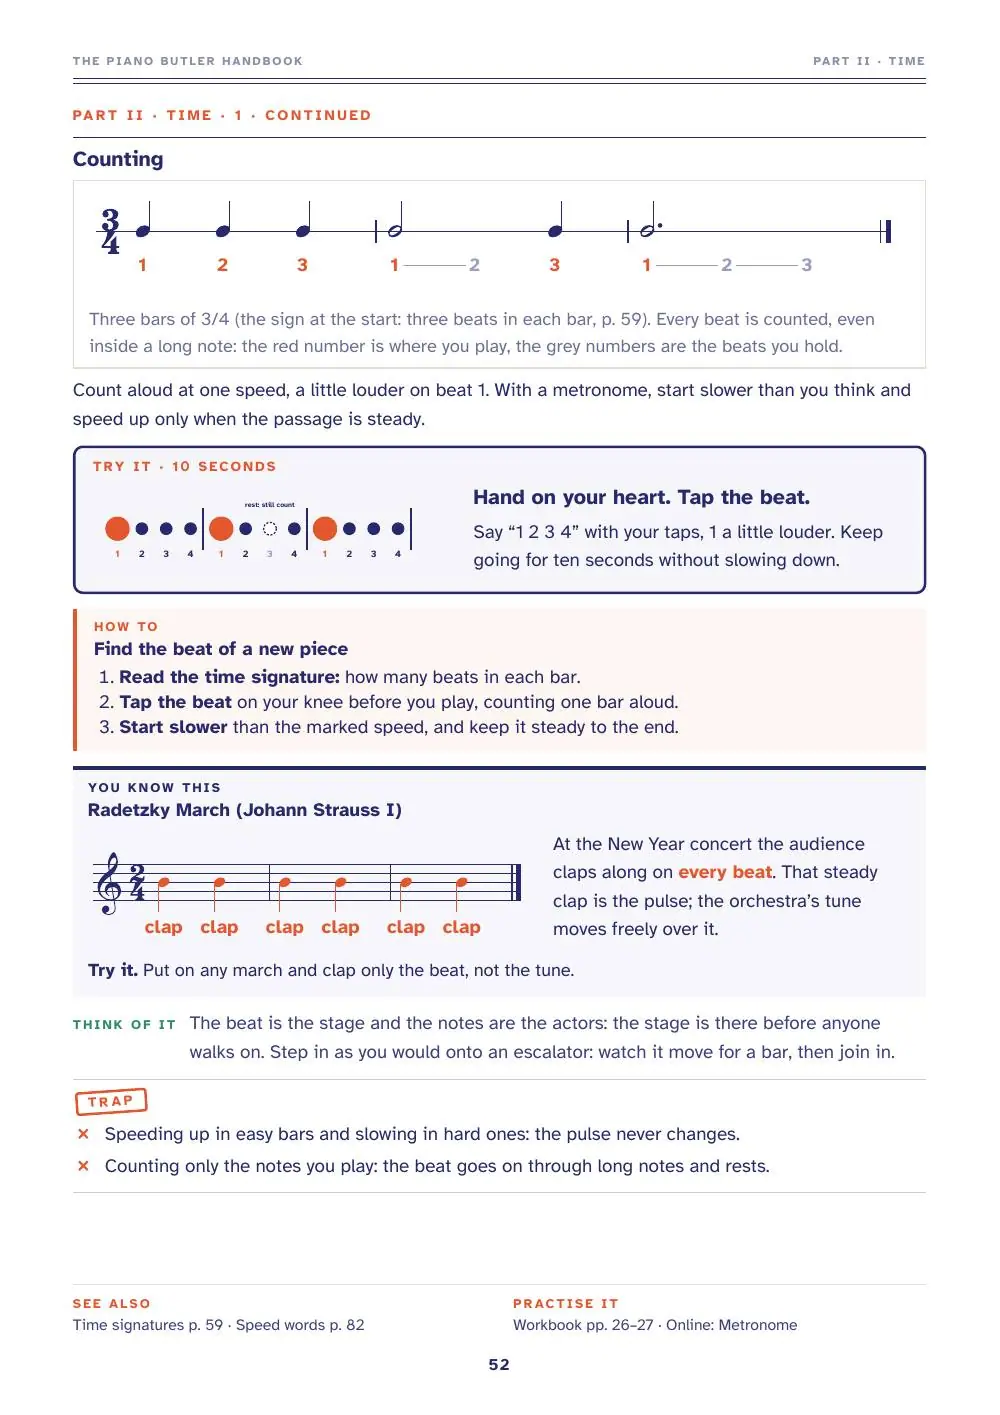 THE PIANO BUTLER HANDBOOK
PART II · TIME
PART II · TIME · 1 · CONTINUED
Counting
3
4
1 2 3 1 2 3 1 2 3
Three bars of 3/4 (the sign at the start: three beats in each bar, p. 59). Every beat is counted, even
inside a long note: the red number is where you play, the grey numbers are the beats you hold.
Count aloud at one speed, a little louder on beat 1. With a metronome, start slower than you think and
speed up only when the passage is steady.
TRY IT · 10 SECONDS
rest: still count
1 2 3 4 1 2 3 4 1 2 3 4
Hand on your heart. Tap the beat.
Say “1 2 3 4” with your taps, 1 a little louder. Keep
going for ten seconds without slowing down.
HOW TO
Find the beat of a new piece
1. Read the time signature: how many beats in each bar.
2. Tap the beat on your knee before you play, counting one bar aloud.
3. Start slower than the marked speed, and keep it steady to the end.
YOU KNOW THIS
Radetzky March (Johann Strauss I)
2
4
clap clap clap clap clap clap
At the New Year concert the audience
claps along on every beat. That steady
clap is the pulse; the orchestra’s tune
moves freely over it.
Try it. Put on any march and clap only the beat, not the tune.
THINK OF IT
The beat is the stage and the notes are the actors: the stage is there before anyone
walks on. Step in as you would onto an escalator: watch it move for a bar, then join in.
TRAP
× Speeding up in easy bars and slowing in hard ones: the pulse never changes.
× Counting only the notes you play: the beat goes on through long notes and rests.
SEE ALSO
Time signatures p. 59 · Speed words p. 82
PRACTISE IT
Workbook pp. 26–27 · Online: Metronome
52